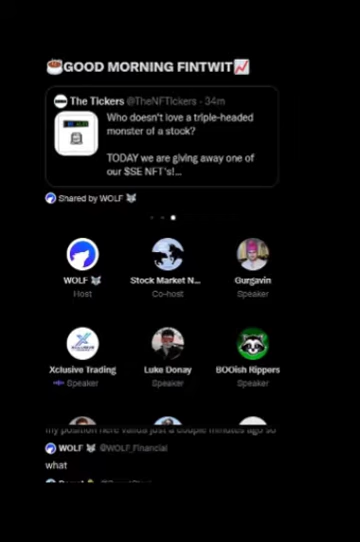 ☕GOOD MORNING FINTWIT📈
The Tickers @TheNFTickers · 34m
Who doesn't love a triple-headed
monster of a stock?
TODAY we are giving away one of
our $SE NFT's!...
Shared by WOLF 🐺
WOLF 🐺 Stock Market N... Gurgavin
Host Co-host Speaker
Xclusive Trading Luke Donay BOOish Rippers
Speaker Speaker Speaker
my position here valida just a couple minutes ago so
WOLF 🐺 @WOLF_Financial
what